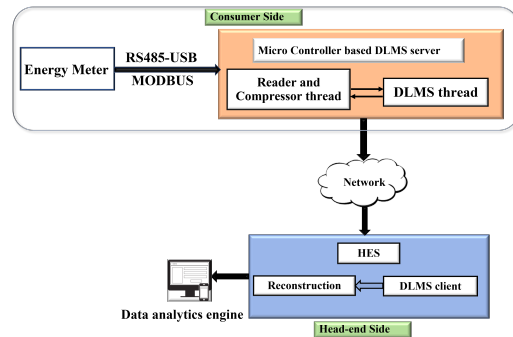 Consumer Side
Energy Meter
RS485-USB
MODBUS
Micro Controller based DLMS server
Reader and
Compressor thread
DLMS thread
Network
HES
Reconstruction
DLMS client
Data analytics engine
Head-end Side